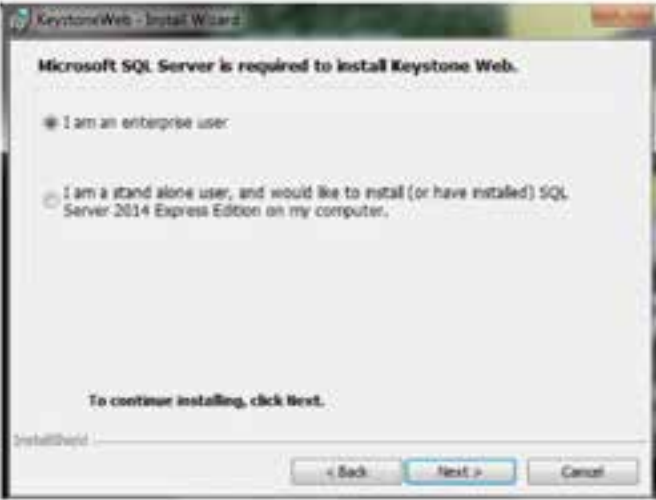 KeystoneWeb - Install Wizard
Microsoft SQL Server is required to install Keystone Web.
I am an enterprise user
I am a stand alone user, and would like to install (or have installed) SQL
Server 2014 Express Edition on my computer.
To continue installing, click Next.
InstallShield
< Back
Next >
Cancel